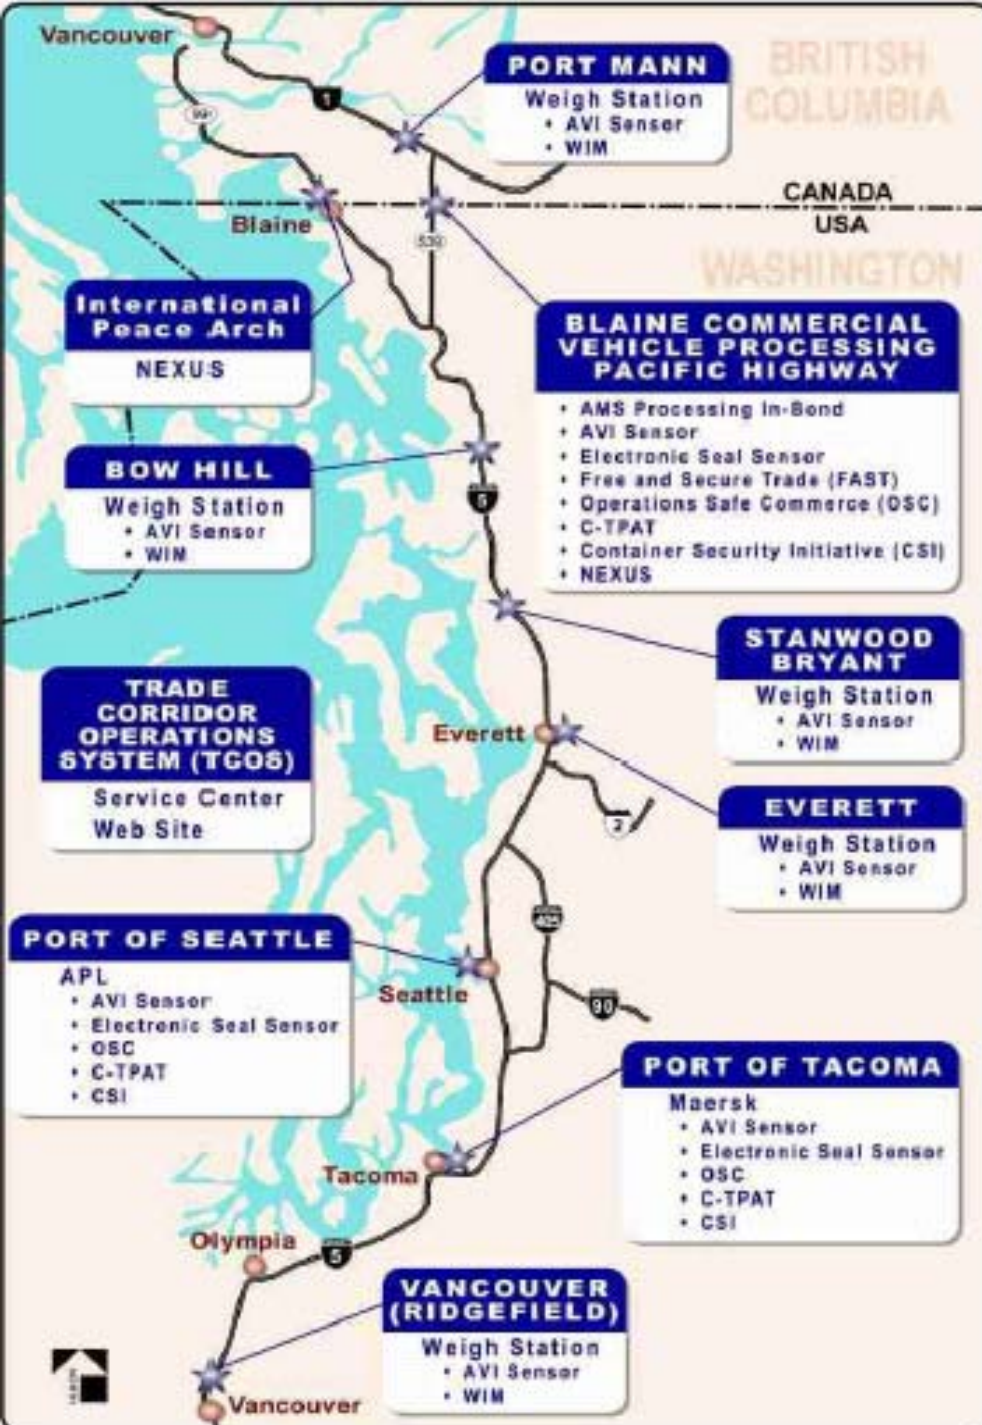 Vancouver
BRITISH
COLUMBIA
PORT MANN
Weigh Station
• AVI Sensor
• WIM
1
99
CANADA
USA
Blaine
539
WASHINGTON
International
Peace Arch
NEXUS
BLAINE COMMERCIAL
VEHICLE PROCESSING
PACIFIC HIGHWAY
• AMS Processing In-Bond
• AVI Sensor
• Electronic Seal Sensor
• Free and Secure Trade (FAST)
• Operations Safe Commerce (OSC)
• C-TPAT
• Container Security Initiative (CSI)
• NEXUS
BOW HILL
Weigh Station
• AVI Sensor
• WIM
5
STANWOOD
BRYANT
Weigh Station
• AVI Sensor
• WIM
TRADE
CORRIDOR
OPERATIONS
SYSTEM (TCOS)
Service Center
Web Site
Everett
2
EVERETT
Weigh Station
• AVI Sensor
• WIM
405
PORT OF SEATTLE
APL
• AVI Sensor
• Electronic Seal Sensor
• OSC
• C-TPAT
• CSI
Seattle
90
PORT OF TACOMA
Maersk
• AVI Sensor
• Electronic Seal Sensor
• OSC
• C-TPAT
• CSI
Tacoma
Olympia
5
VANCOUVER
(RIDGEFIELD)
Weigh Station
• AVI Sensor
• WIM
Vancouver